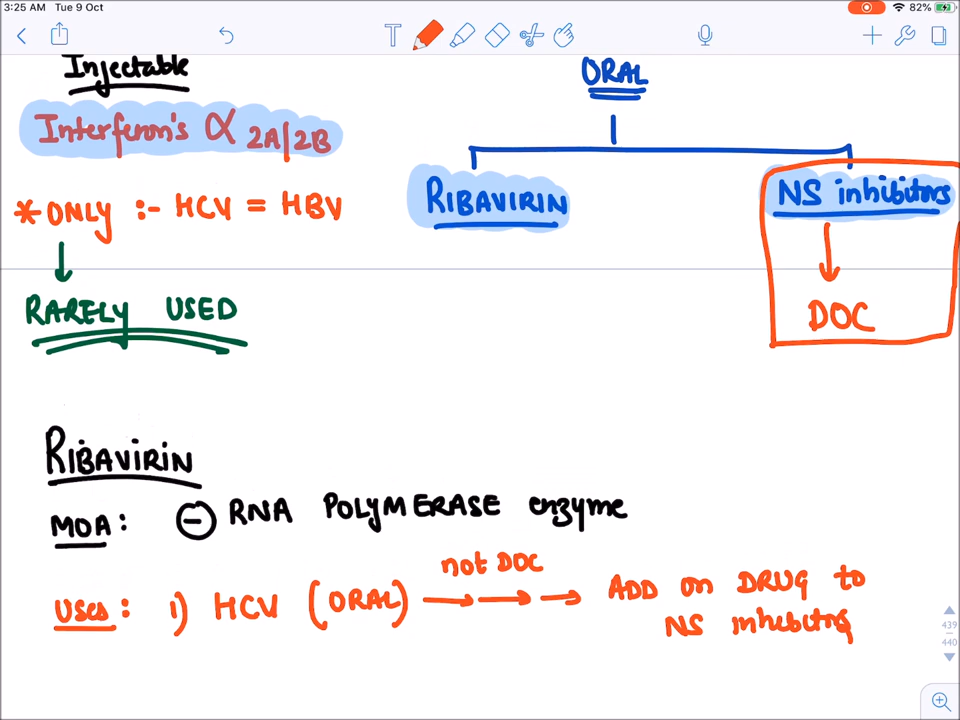 3:25 AM Tue 9 Oct
82%
T
Injectable
ORAL
Interferon's α 2A/2B
RIBAVIRIN
NS inhibitors
*ONLY :- HCV = HBV
RARELY USED
DOC
RIBAVIRIN
MOA: ⊖ RNA POLYMERASE enzyme
not DOC
Uses: 1) HCV (ORAL) → → → ADD on DRUG to
NS inhibitors
439
440